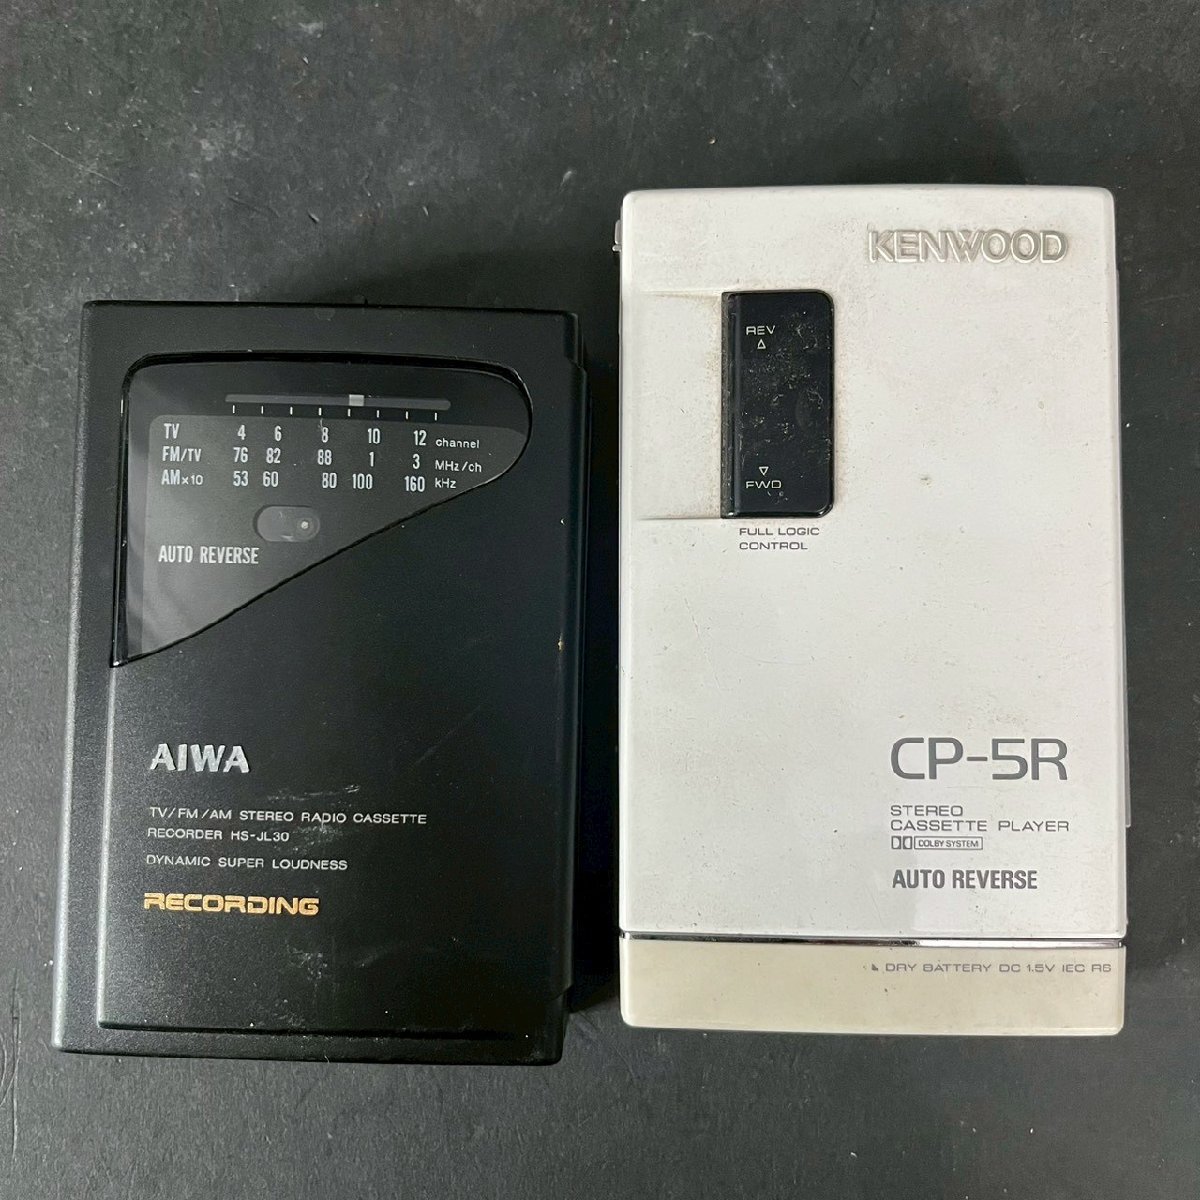 TV 4 6 8 10 12 channel
FM/TV 76 82 88 1 3 MHz/ch
AM×10 53 60 80 100 160 kHz
AUTO REVERSE
AIWA
TV/FM/AM STEREO RADIO CASSETTE
RECORDER HS-JL30
DYNAMIC SUPER LOUDNESS
RECORDING
KENWOOD
REV
FWD
FULL LOGIC
CONTROL
CP-5R
STEREO
CASSETTE PLAYER
DOLBY SYSTEM
AUTO REVERSE
DRY BATTERY DC 1.5V IEC R6